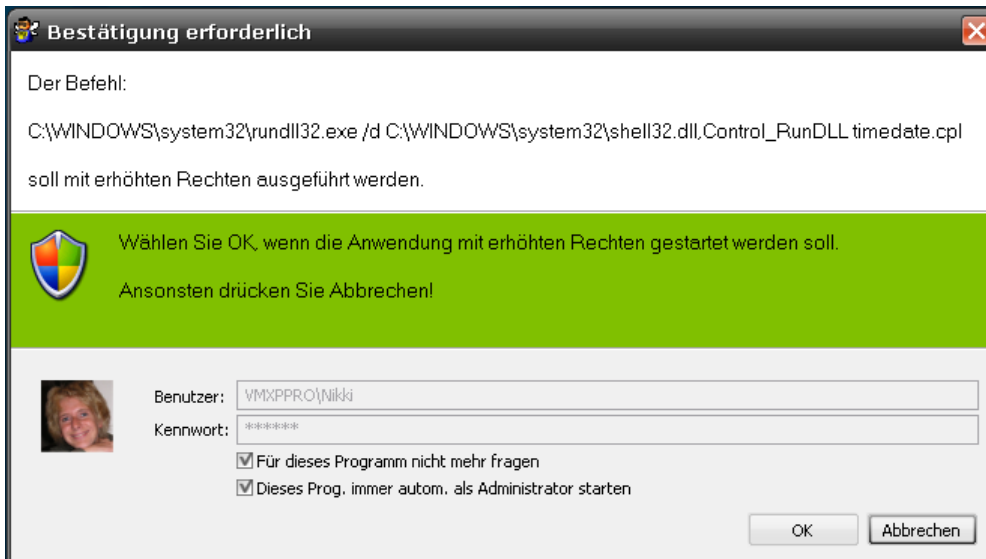 Bestätigung erforderlich
Der Befehl:
C:\WINDOWS\system32\rundll32.exe /d C:\WINDOWS\system32\shell32.dll,Control_RunDLL timedate.cpl
soll mit erhöhten Rechten ausgeführt werden.
Wählen Sie OK, wenn die Anwendung mit erhöhten Rechten gestartet werden soll.
Ansonsten drücken Sie Abbrechen!
Benutzer: VMXPPRO\Nikki
Kennwort: ******
Für dieses Programm nicht mehr fragen
Dieses Prog. immer autom. als Administrator starten
OK Abbrechen